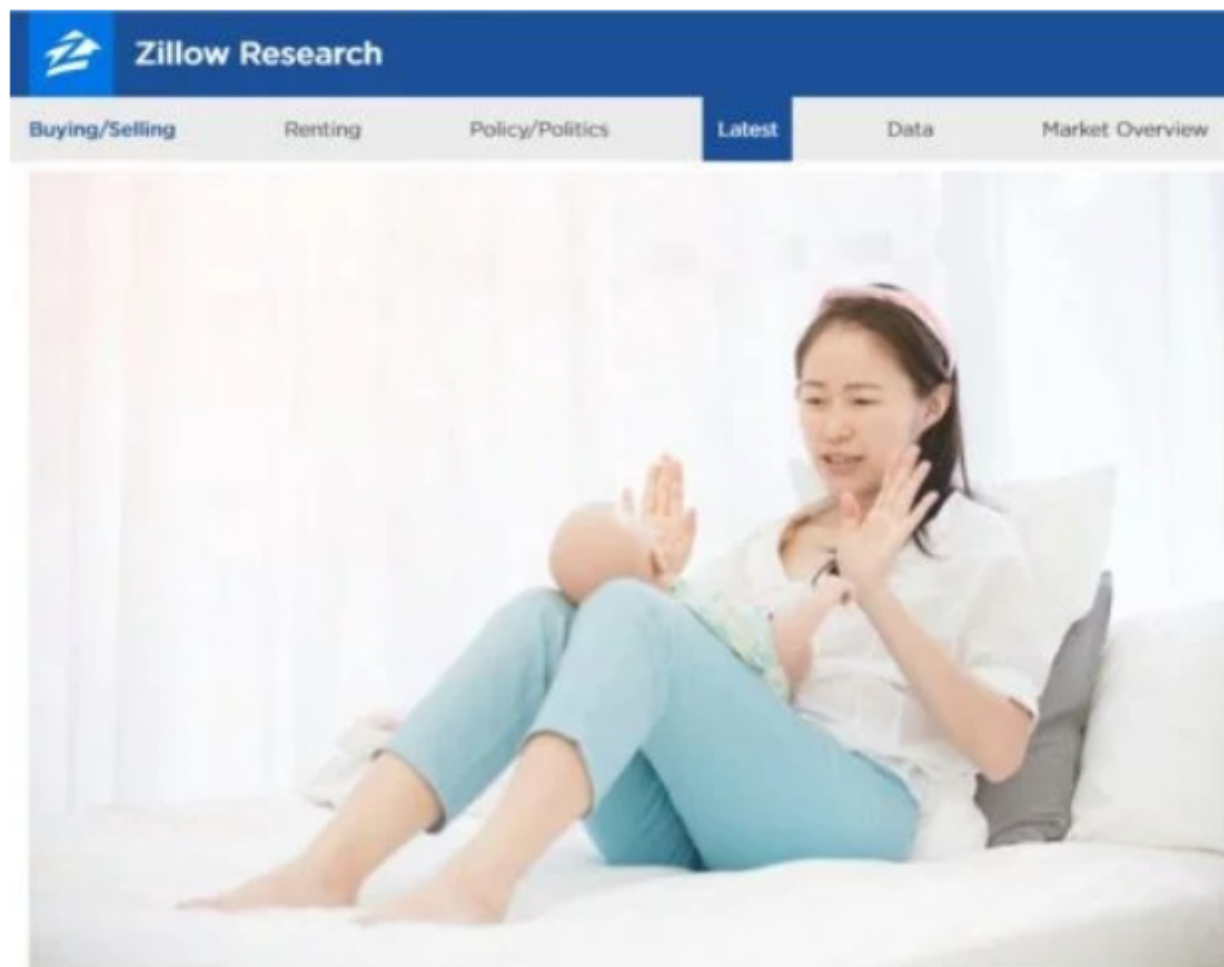 Zillow Research
Buying/Selling Renting Policy/Politics Latest Data Market Overview